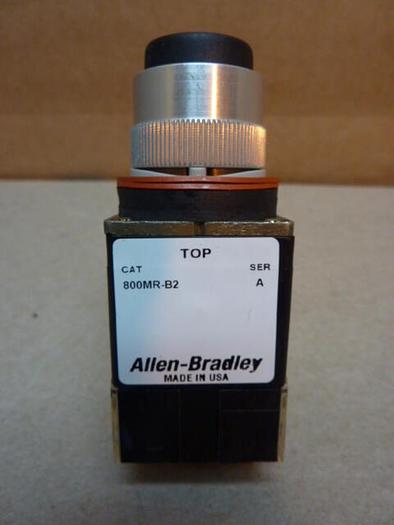 TOP
CAT SER
800MR-B2 A
Allen-Bradley
MADE IN USA